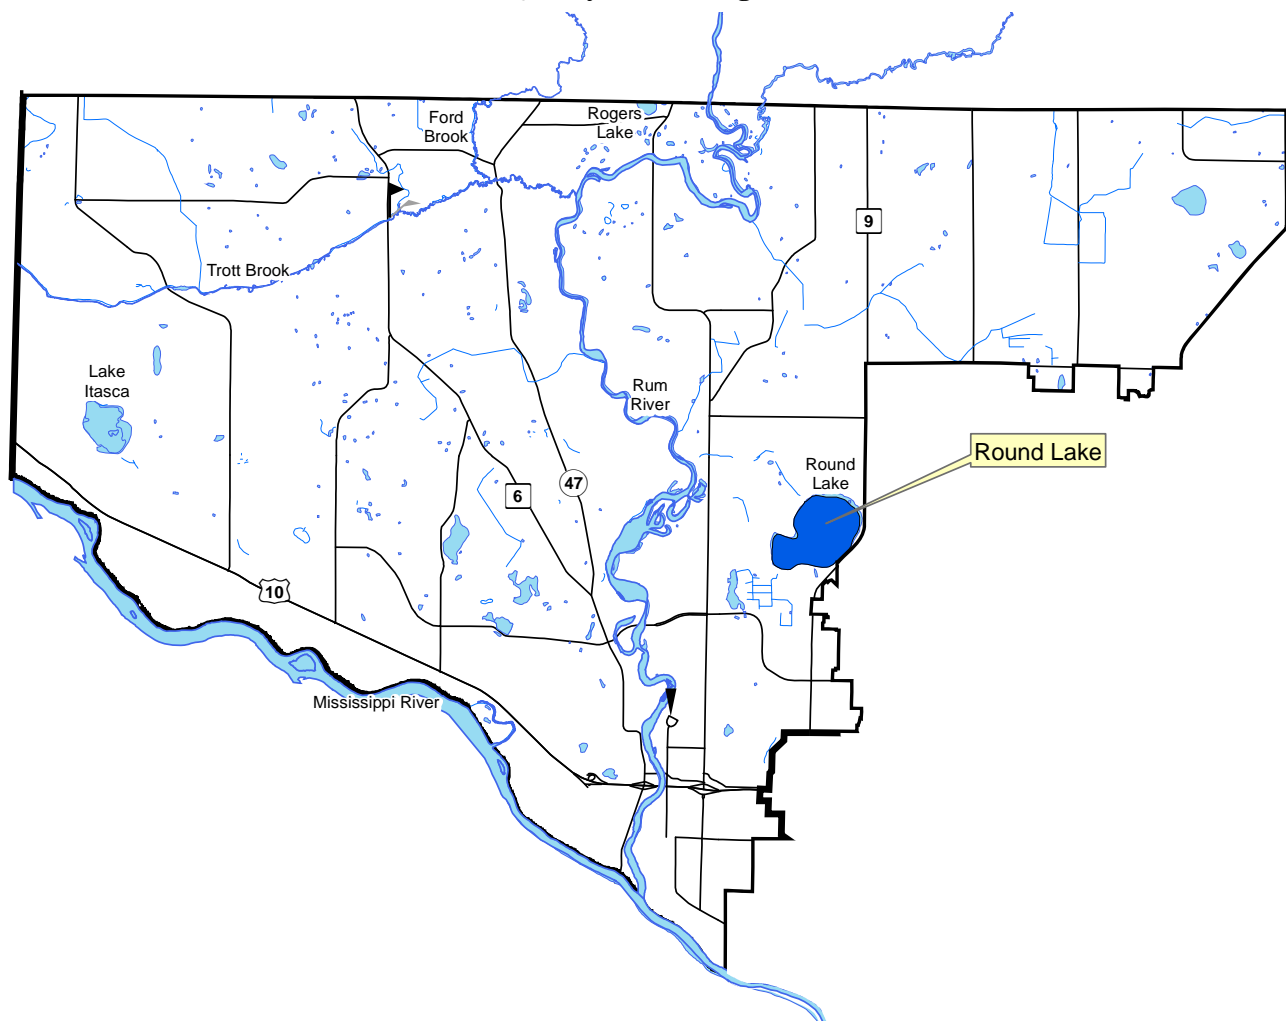 Ford
Brook
Rogers
Lake
9
Trott Brook
Lake
Itasca
Rum
River
Round Lake
Round
Lake
47
6
10
Mississippi River